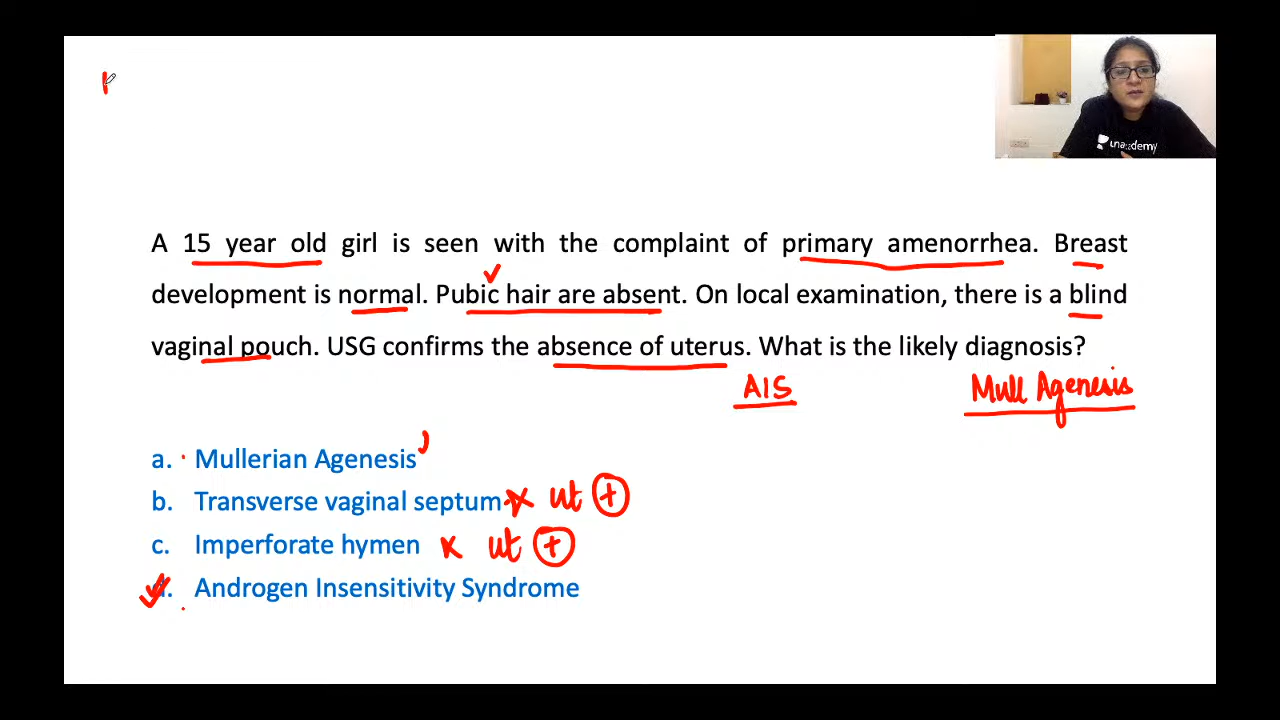 unacademy
A 15 year old girl is seen with the complaint of primary amenorrhea. Breast
development is normal. Pubic hair are absent. On local examination, there is a blind
vaginal pouch. USG confirms the absence of uterus. What is the likely diagnosis?
AIS Mull Agenesis
a. Mullerian Agenesis
b. Transverse vaginal septum x ut +
c. Imperforate hymen x ut +
d. Androgen Insensitivity Syndrome